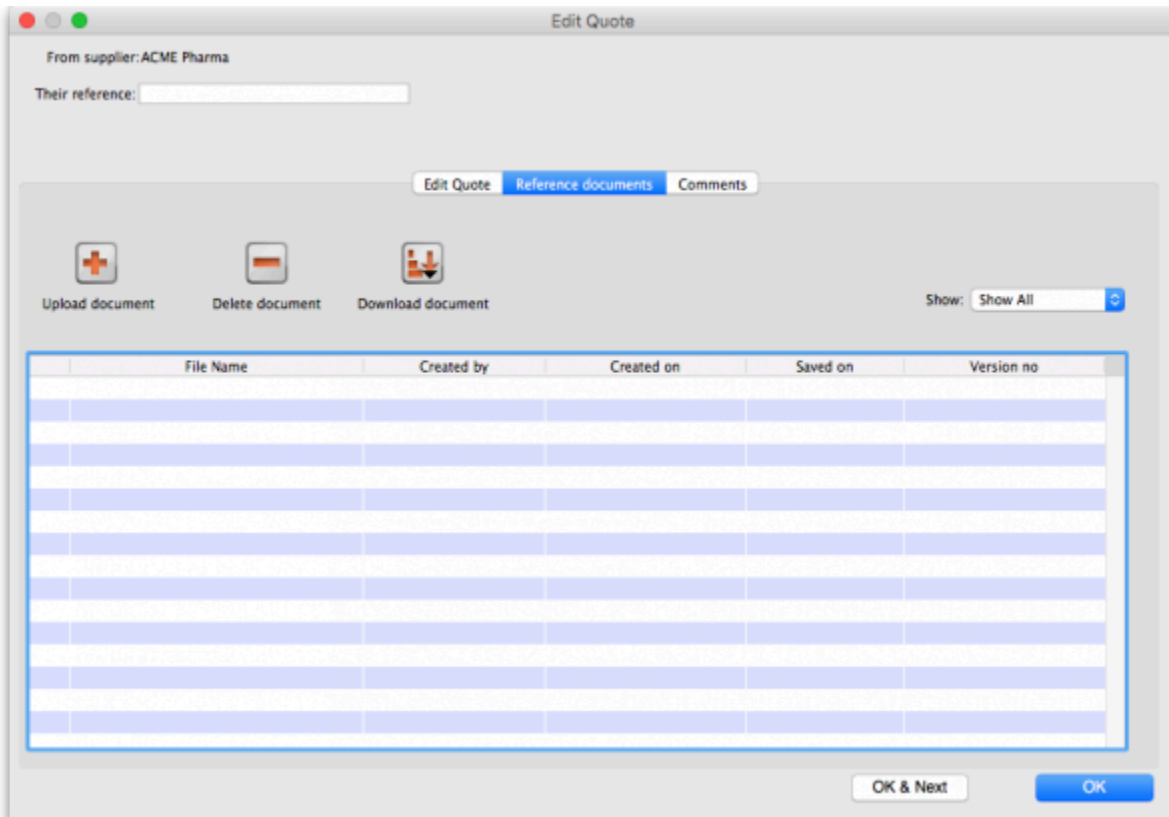 Edit Quote
From supplier: ACME Pharma
Their reference:
Edit Quote Reference documents Comments
Upload document Delete document Download document
Show: Show All
File Name Created by Created on Saved on Version no
OK & Next OK